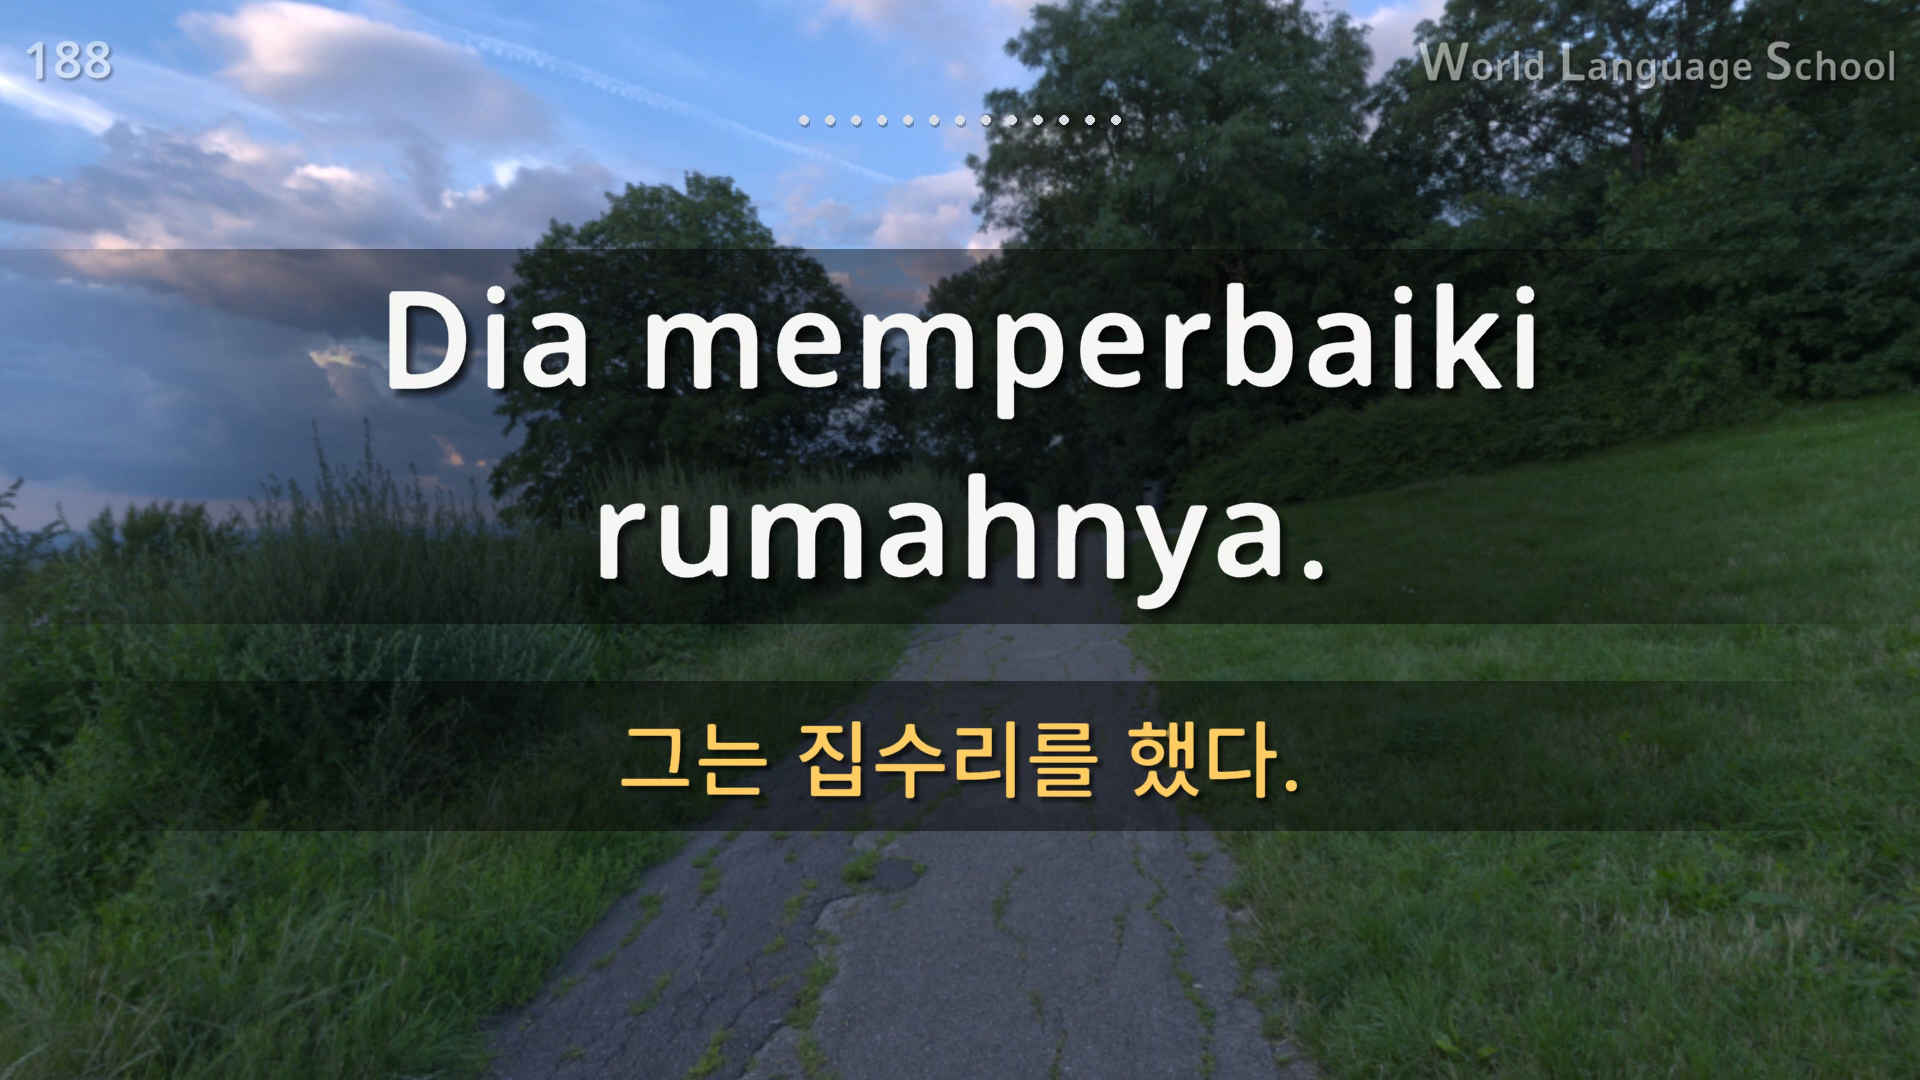 188
World Language School
Dia memperbaiki
rumahnya.
그는 집수리를 했다.